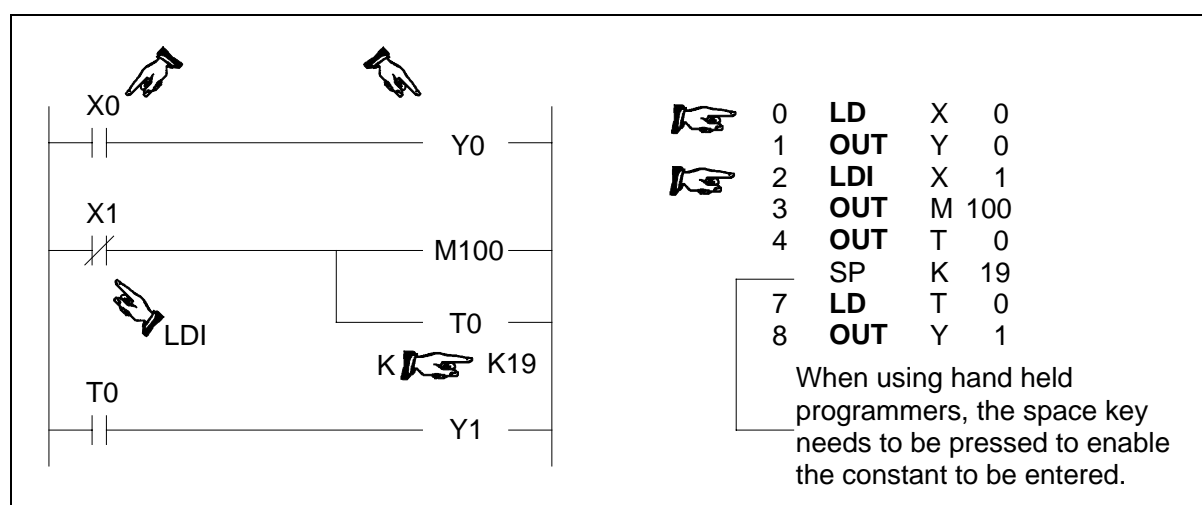 X0
Y0
X1
M100
LDI
T0
K K19
T0
Y1
0 LD X 0
1 OUT Y 0
2 LDI X 1
3 OUT M 100
4 OUT T 0
SP K 19
7 LD T 0
8 OUT Y 1
When using hand held
programmers, the space key
needs to be pressed to enable
the constant to be entered.